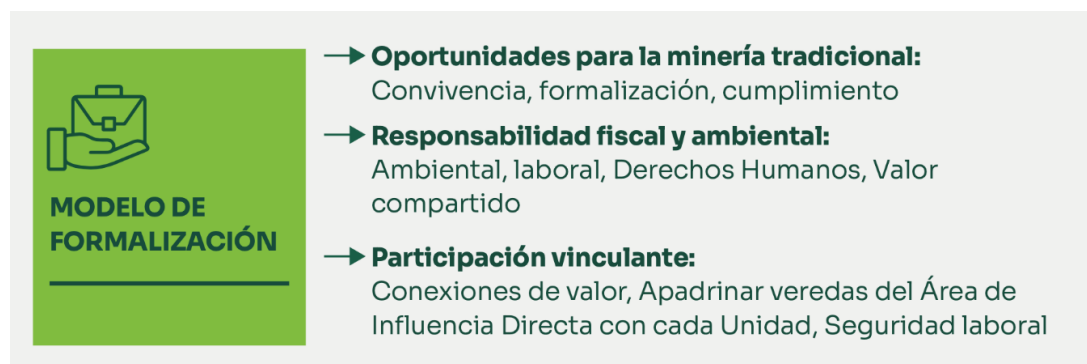 MODELO DE
FORMALIZACIÓN
Oportunidades para la minería tradicional:
Convivencia, formalización, cumplimiento
Responsabilidad fiscal y ambiental:
Ambiental, laboral, Derechos Humanos, Valor
compartido
Participación vinculante:
Conexiones de valor, Apadrinar veredas del Área de
Influencia Directa con cada Unidad, Seguridad laboral